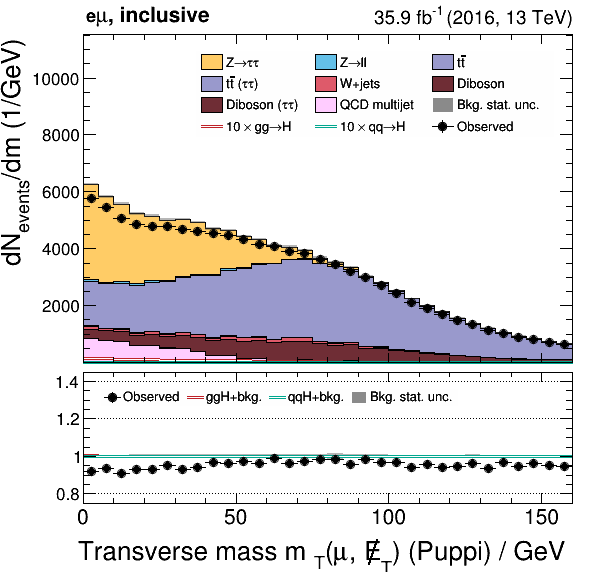 eμ, inclusive 35.9 fb⁻¹ (2016, 13 TeV)
dN_events/dm (1/GeV)
Z→ττ Z→ll tt̄
tt̄ (ττ) W+jets Diboson
Diboson (ττ) QCD multijet Bkg. stat. unc.
10 × gg→H 10 × qq→H Observed
10000
8000
6000
4000
2000
Observed ggH+bkg. qqH+bkg. Bkg. stat. unc.
1.4
1.2
1
0.8
0 50 100 150
Transverse mass m_T(μ, E̸_T) (Puppi) / GeV